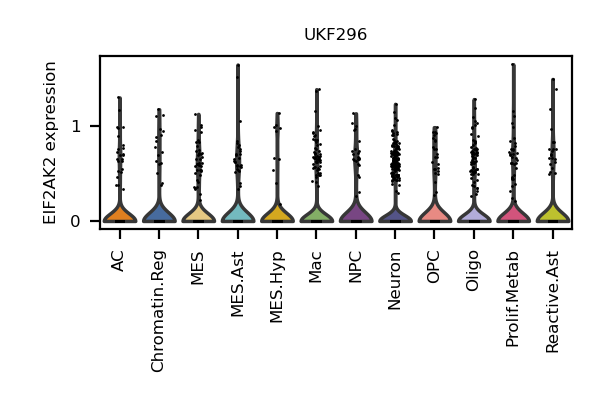 UKF296
EIF2AK2 expression
1
0
AC
Chromatin.Reg
MES
MES.Ast
MES.Hyp
Mac
NPC
Neuron
OPC
Oligo
Prolif.Metab
Reactive.Ast